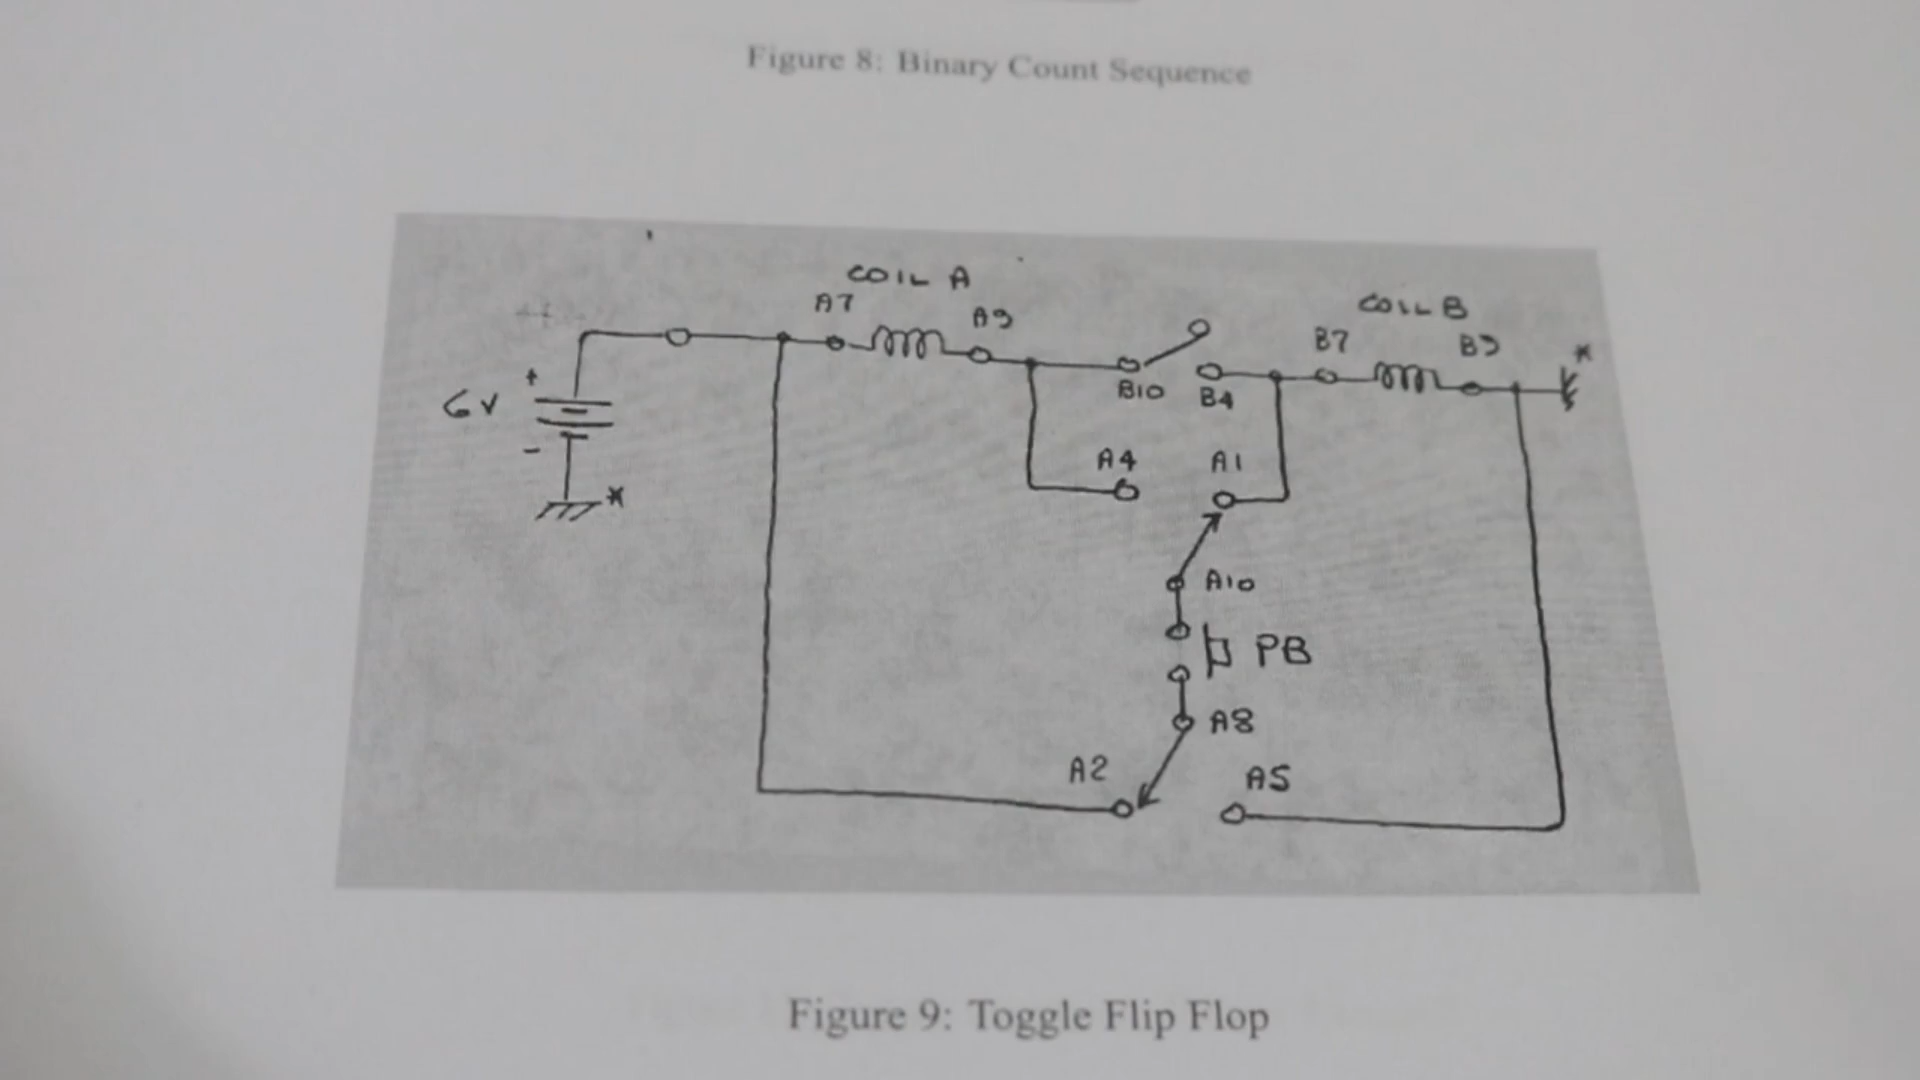 Figure 8: Binary Count Sequence
COIL A
A7
A9
COIL B
B7
B9
*
+
6V
-
*
B10
B4
A4
A1
A10
PB
A8
A2
A5
Figure 9: Toggle Flip Flop